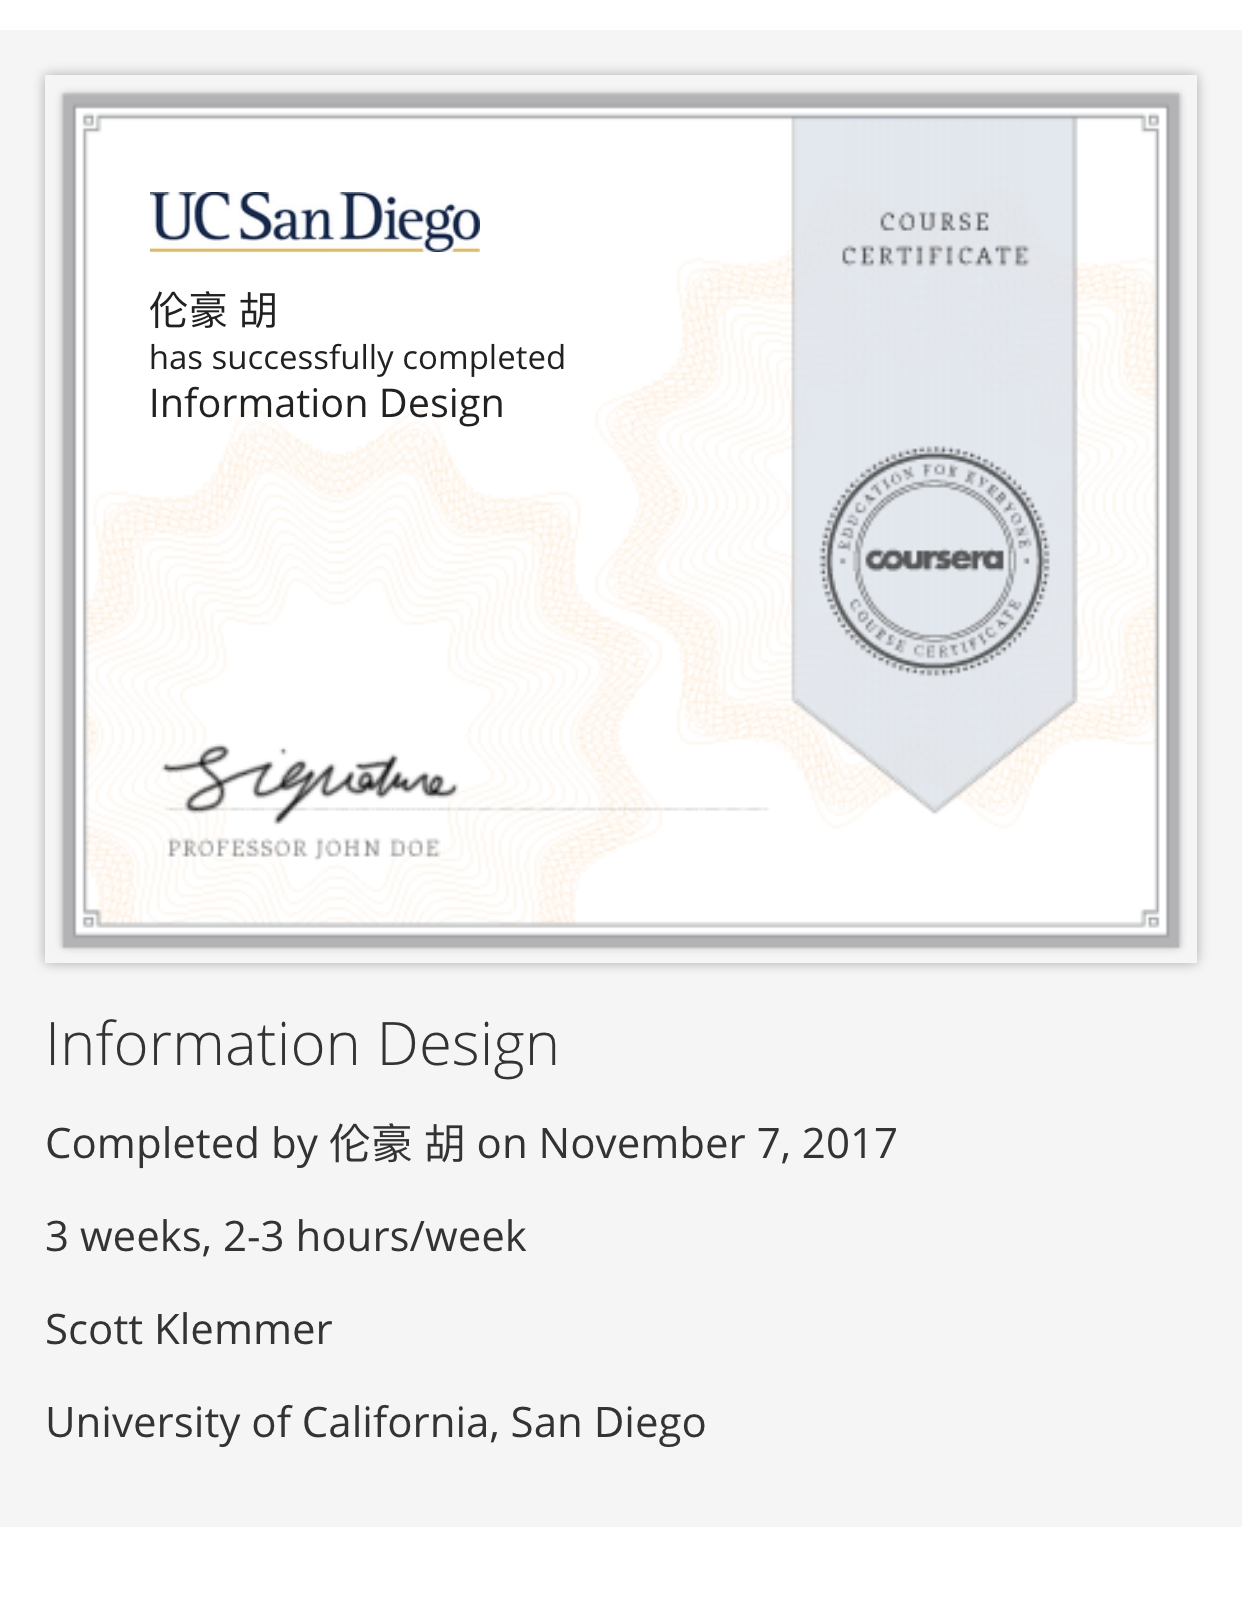 UC San Diego
COURSE
CERTIFICATE
伦豪 胡
has successfully completed
Information Design
EDUCATION FOR EVERYONE
coursera
COURSE CERTIFICATE
Signature
PROFESSOR JOHN DOE
Information Design
Completed by 伦豪 胡 on November 7, 2017
3 weeks, 2-3 hours/week
Scott Klemmer
University of California, San Diego